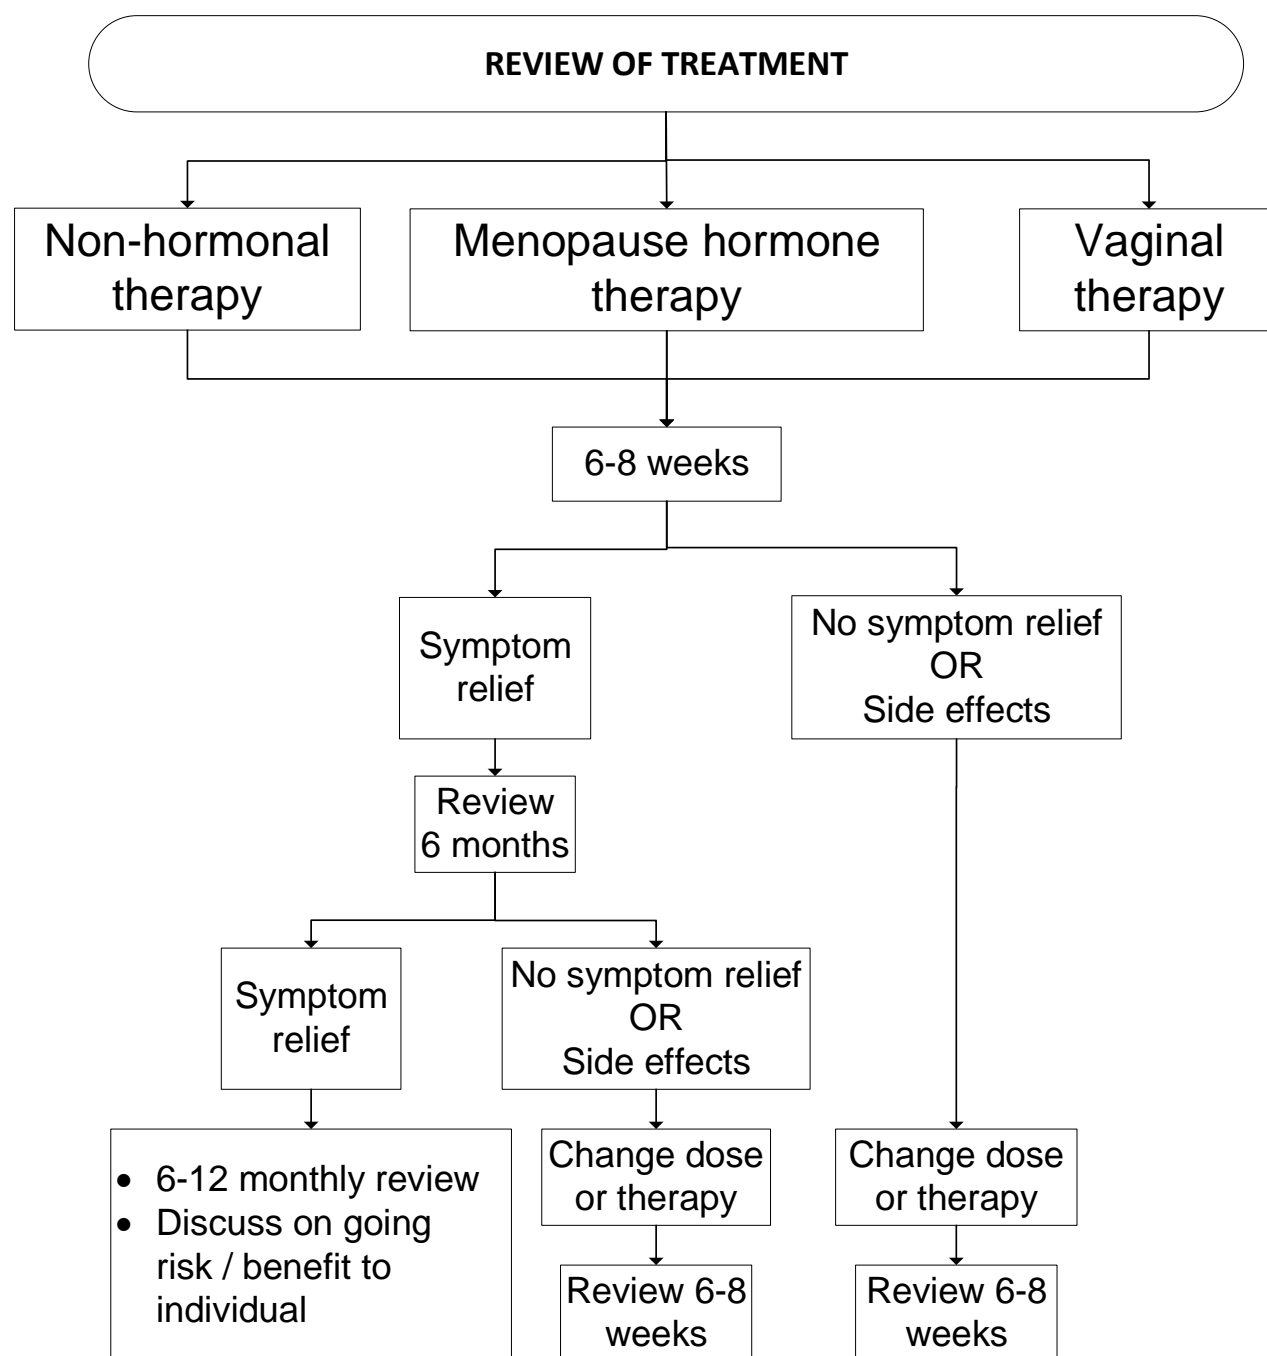 REVIEW OF TREATMENT
Non-hormonal
therapy
Menopause hormone
therapy
Vaginal
therapy
6-8 weeks
Symptom
relief
No symptom relief
OR
Side effects
Review
6 months
Symptom
relief
No symptom relief
OR
Side effects
• 6-12 monthly review
• Discuss on going
risk / benefit to
individual
Change dose
or therapy
Change dose
or therapy
Review 6-8
weeks
Review 6-8
weeks